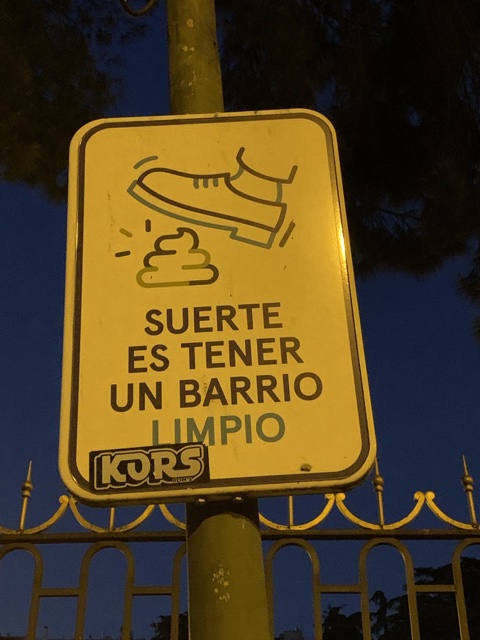 SUERTE
ES TENER
UN BARRIO
LIMPIO
KORS